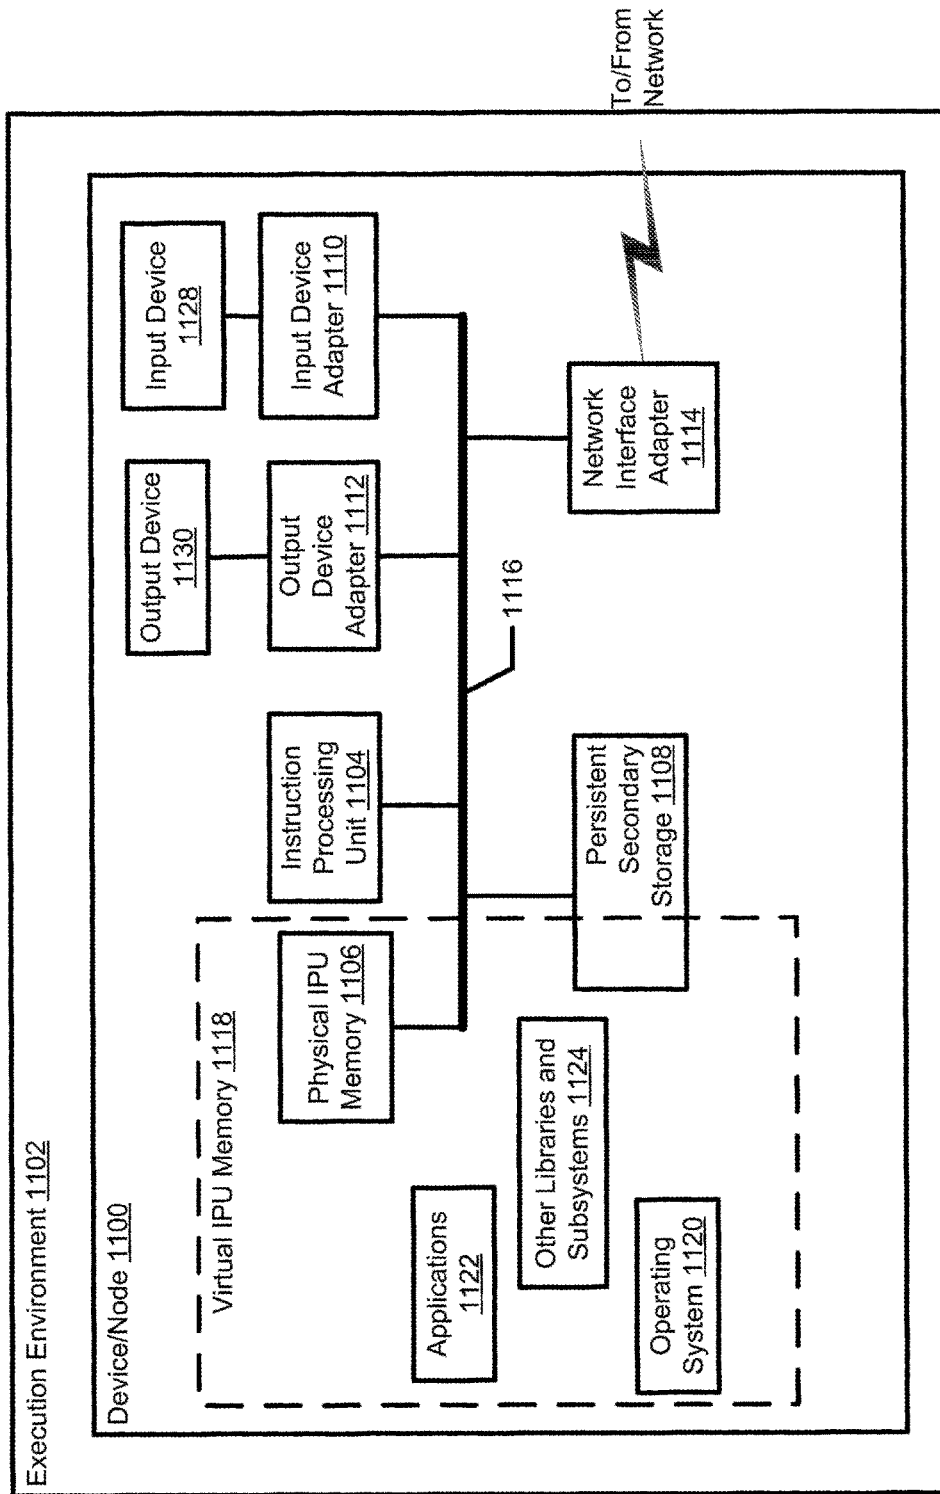 Execution Environment 1102
Device/Node 1100
Virtual IPU Memory 1118
Physical IPU
Memory 1106
Instruction
Processing
Unit 1104
Output Device
1130
Output
Device
Adapter 1112
Input Device
1128
Input Device
Adapter 1110
Applications
1122
Other Libraries and
Subsystems 1124
Operating
System 1120
Persistent
Secondary
Storage 1108
1116
Network
Interface
Adapter
1114
To/From
Network